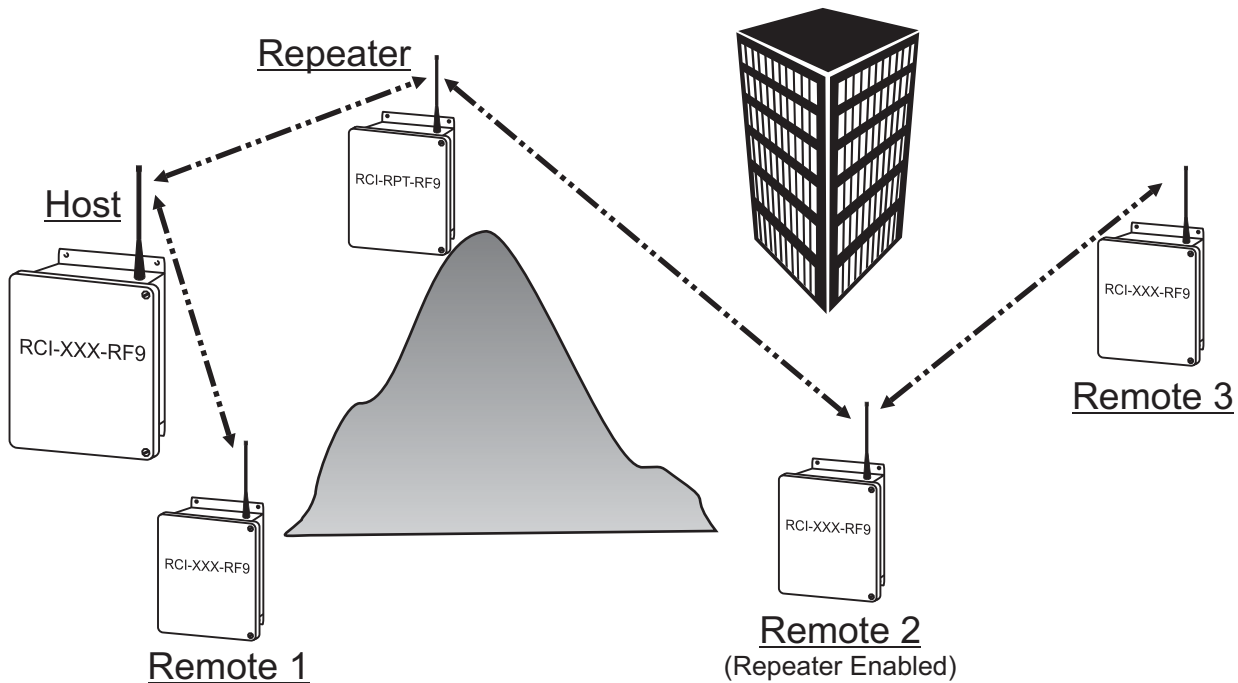 Repeater
RCI-RPT-RF9
Host
RCI-XXX-RF9
RCI-XXX-RF9
Remote 1
RCI-XXX-RF9
Remote 2
(Repeater Enabled)
RCI-XXX-RF9
Remote 3